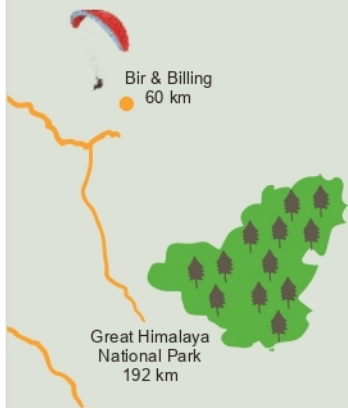 Bir & Billing
60 km
Great Himalaya
National Park
192 km